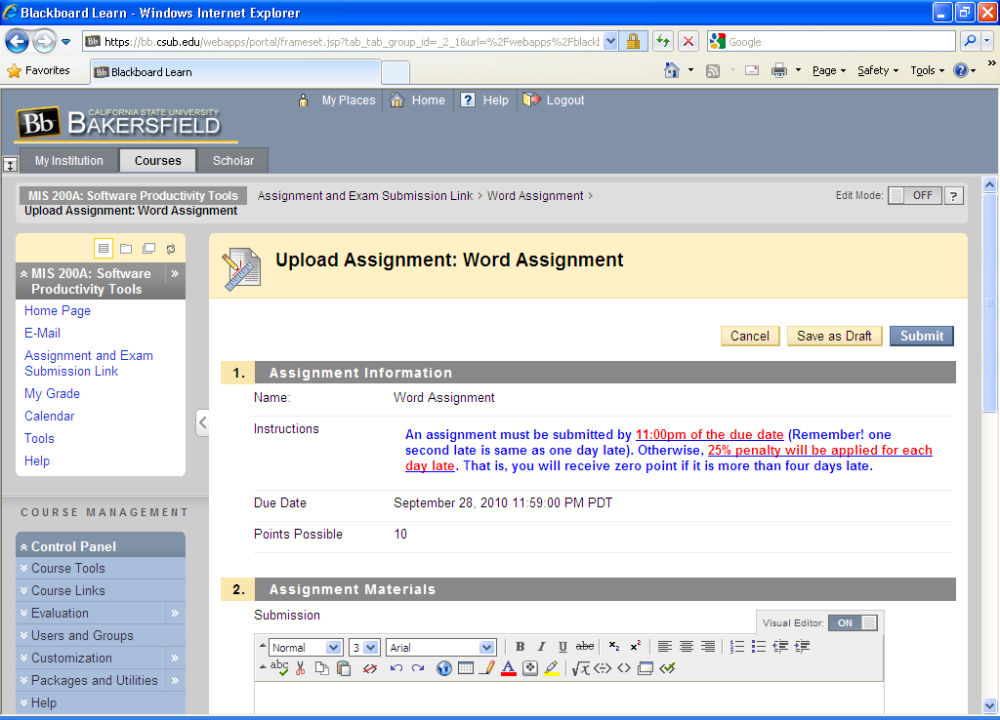 Blackboard Learn - Windows Internet Explorer
https://bb.csub.edu/webapps/portal/frameset.jsp?tab_tab_group_id=_2_1&url=%2Fwebapps%2Fblackb
Google
Favorites
Bb Blackboard Learn
Page
Safety
Tools
»
My Places
Home
? Help
Logout
Bb
CALIFORNIA STATE UNIVERSITY
BAKERSFIELD
My Institution
Courses
Scholar
MIS 200A: Software Productivity Tools
Assignment and Exam Submission Link > Word Assignment >
Upload Assignment: Word Assignment
Edit Mode: OFF ?
MIS 200A: Software
Productivity Tools
Home Page
E-Mail
Assignment and Exam
Submission Link
My Grade
Calendar
Tools
Help
COURSE MANAGEMENT
Control Panel
Course Tools
Course Links
Evaluation
Users and Groups
Customization
Packages and Utilities
Help
Upload Assignment: Word Assignment
Cancel
Save as Draft
Submit
1. Assignment Information
Name: Word Assignment
Instructions
An assignment must be submitted by 11:00pm of the due date (Remember! one
second late is same as one day late). Otherwise, 25% penalty will be applied for each
day late. That is, you will receive zero point if it is more than four days late.
Due Date September 28, 2010 11:59:00 PM PDT
Points Possible 10
2. Assignment Materials
Submission
Visual Editor: ON
Normal 3 Arial B I U abc x₂ x²
abc